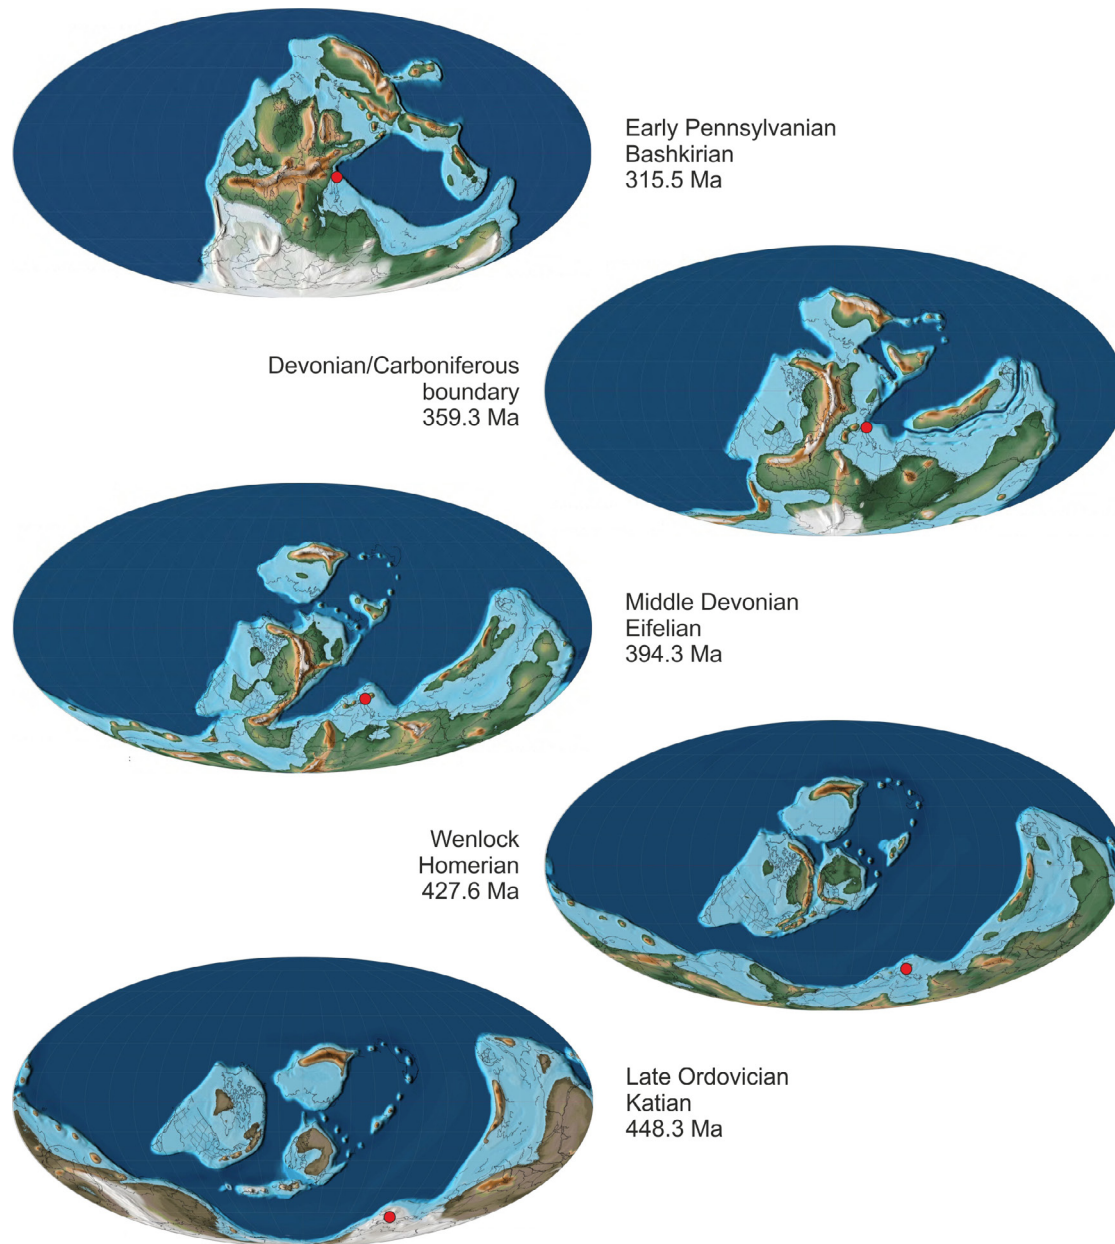 Early Pennsylvanian
Bashkirian
315.5 Ma
Devonian/Carboniferous
boundary
359.3 Ma
Middle Devonian
Eifelian
394.3 Ma
Wenlock
Homerian
427.6 Ma
Late Ordovician
Katian
448.3 Ma